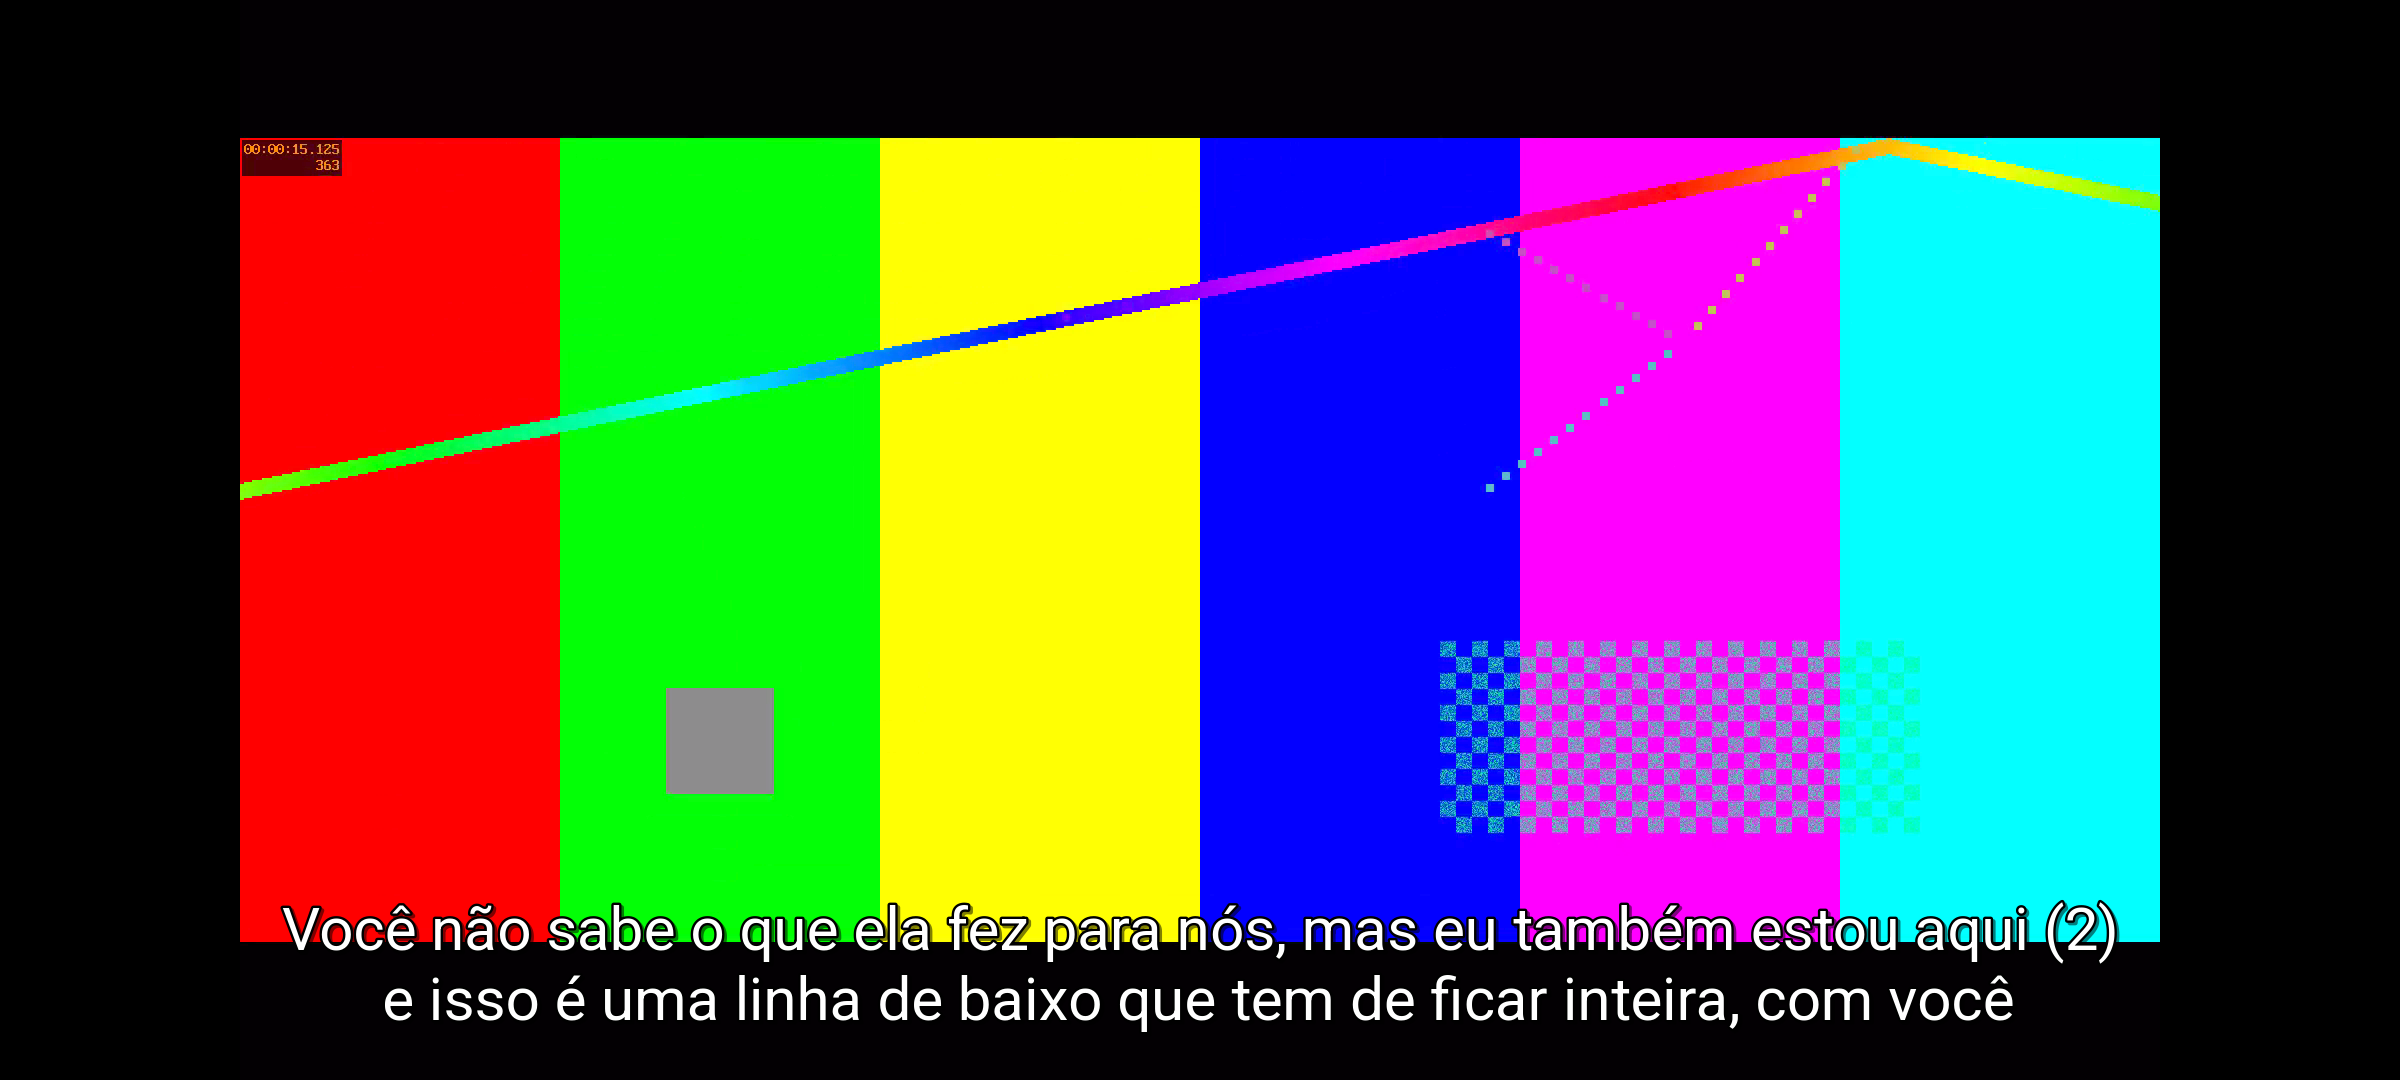 00:00:15.125
363
Você não sabe o que ela fez para nós, mas eu também estou aqui (2)
e isso é uma linha de baixo que tem de ficar inteira, com você